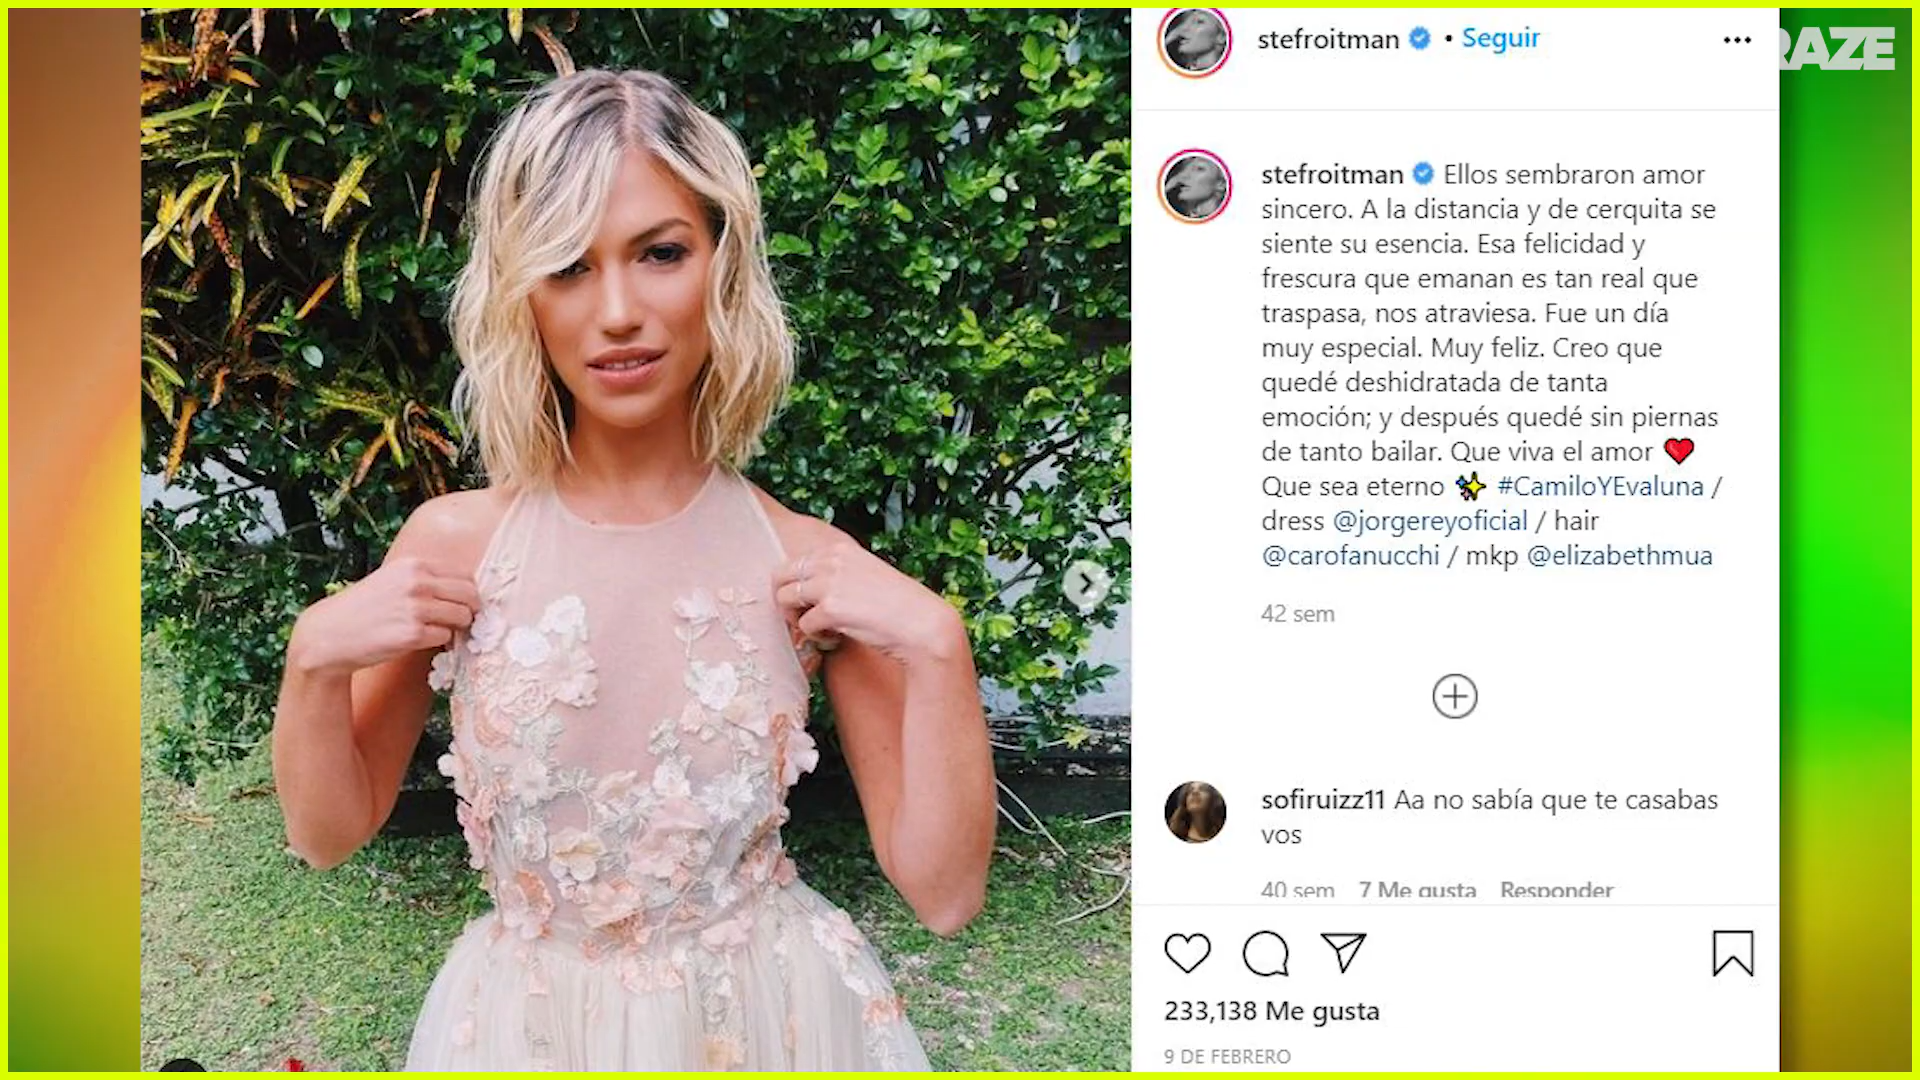 stefroitman • Seguir
RAZE
stefroitman Ellos sembraron amor
sincero. A la distancia y de cerquita se
siente su esencia. Esa felicidad y
frescura que emanan es tan real que
traspasa, nos atraviesa. Fue un día
muy especial. Muy feliz. Creo que
quedé deshidratada de tanta
emoción; y después quedé sin piernas
de tanto bailar. Que viva el amor ❤️
Que sea eterno ✨ #CamiloYEvaluna /
dress @jorgereyoficial / hair
@carofanucchi / mkp @elizabethmua
42 sem
sofiruizz11 Aa no sabía que te casabas
vos
40 sem 7 Me gusta Responder
233,138 Me gusta
9 DE FEBRERO